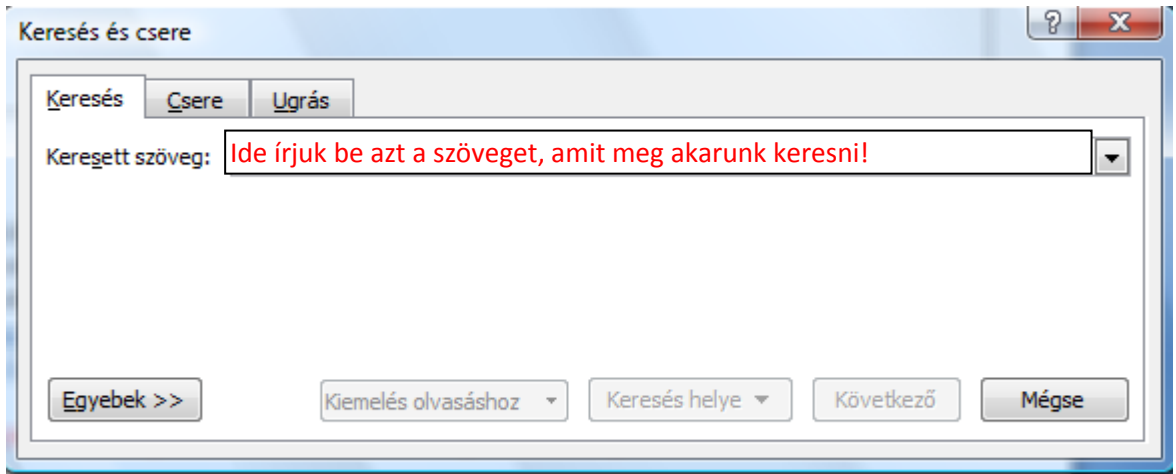 Keresés és csere
Keresés Csere Ugrás
Keresett szöveg: Ide írjuk be azt a szöveget, amit meg akarunk keresni!
Egyebek >> Kiemelés olvasáshoz Keresés helye Következő Mégse